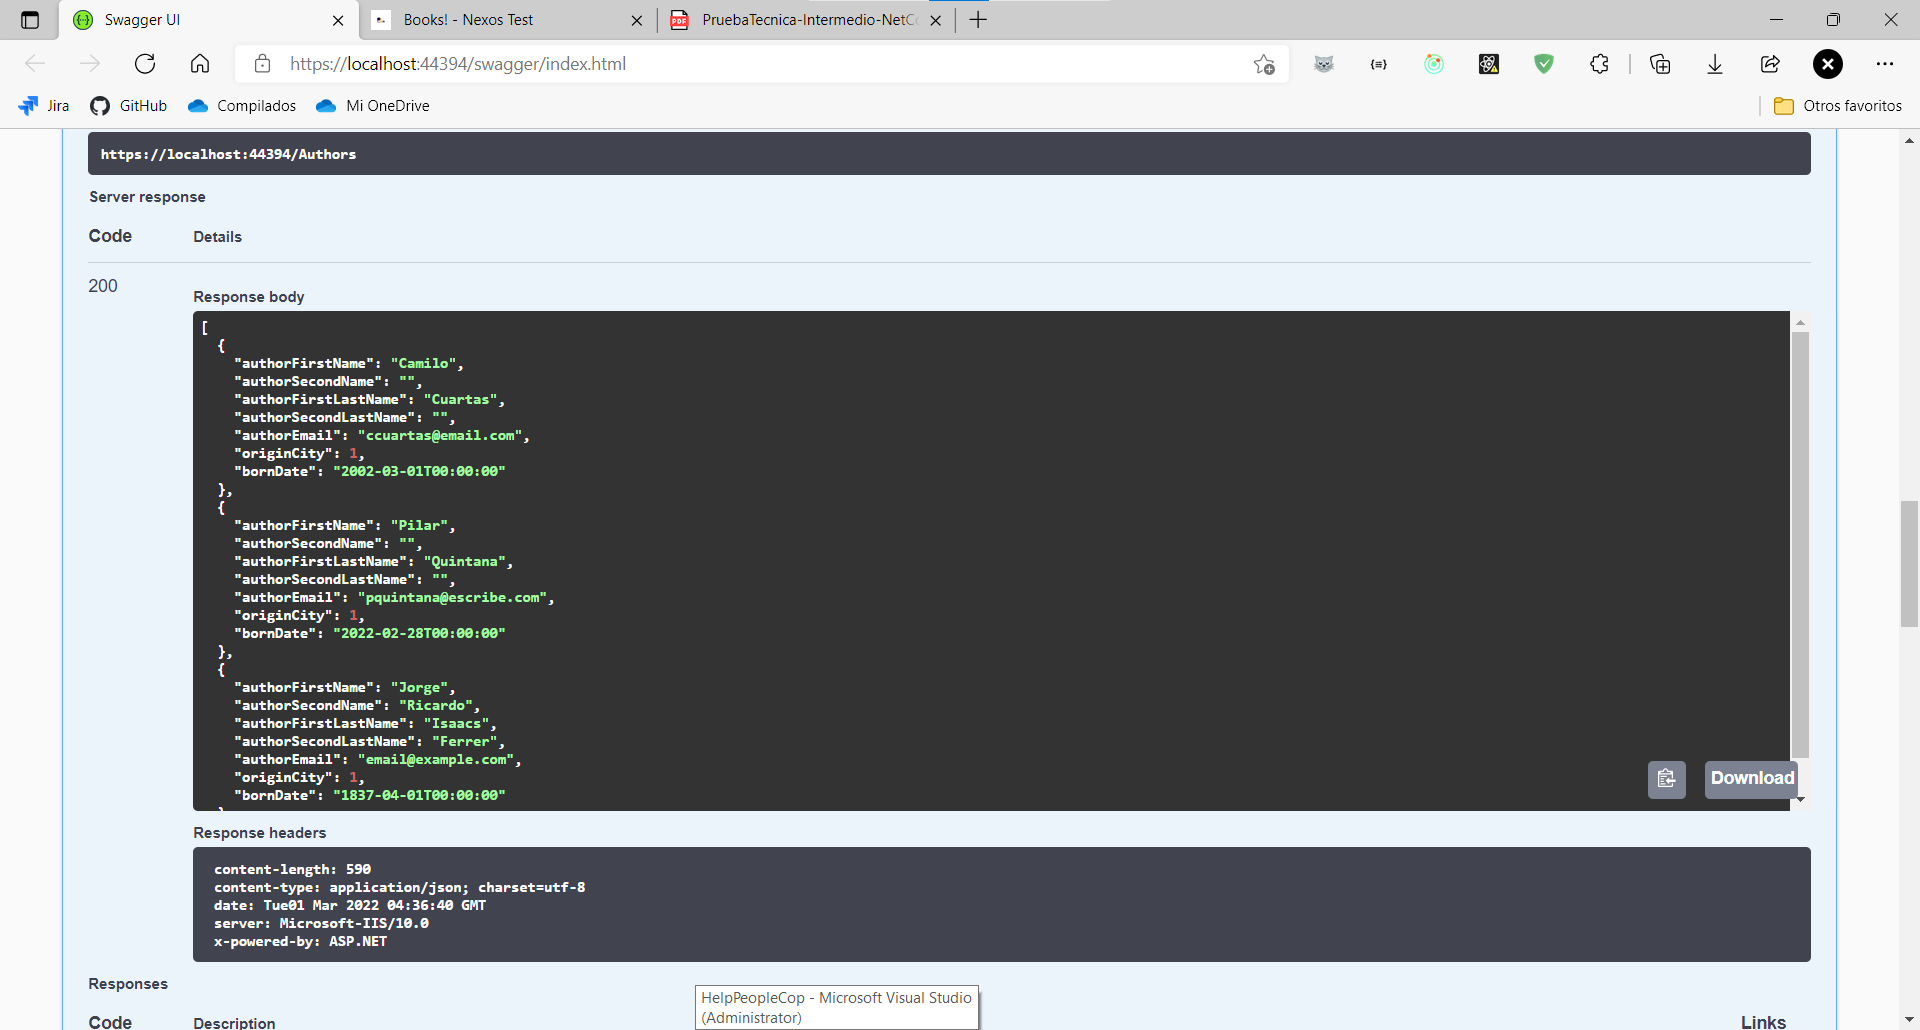 Swagger UI
Books! - Nexos Test
PruebaTecnica-Intermedio-NetC
https://localhost:44394/swagger/index.html
Jira
GitHub
Compilados
Mi OneDrive
Otros favoritos
https://localhost:44394/Authors
Server response
Code Details
200
Response body
[
{
"authorFirstName": "Camilo",
"authorSecondName": "",
"authorFirstLastName": "Cuartas",
"authorSecondLastName": "",
"authorEmail": "ccuartas@email.com",
"originCity": 1,
"bornDate": "2002-03-01T00:00:00"
},
{
"authorFirstName": "Pilar",
"authorSecondName": "",
"authorFirstLastName": "Quintana",
"authorSecondLastName": "",
"authorEmail": "pquintana@escribe.com",
"originCity": 1,
"bornDate": "2022-02-28T00:00:00"
},
{
"authorFirstName": "Jorge",
"authorSecondName": "Ricardo",
"authorFirstLastName": "Isaacs",
"authorSecondLastName": "Ferrer",
"authorEmail": "email@example.com",
"originCity": 1,
"bornDate": "1837-04-01T00:00:00"
Download
Response headers
content-length: 590
content-type: application/json; charset=utf-8
date: Tue01 Mar 2022 04:36:40 GMT
server: Microsoft-IIS/10.0
x-powered-by: ASP.NET
Responses
HelpPeopleCop - Microsoft Visual Studio
(Administrator)
Code Description Links